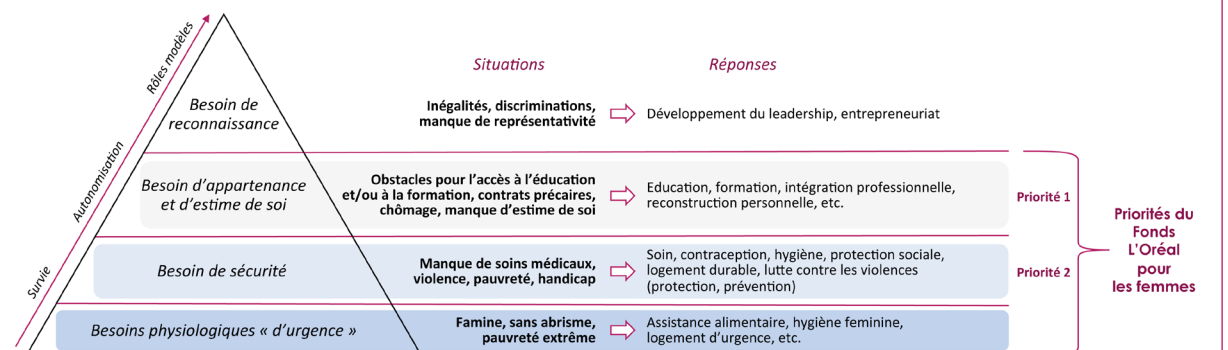 Situations
Réponses
Rôles modèles
Autonomisation
Survie
Besoin de
reconnaissance
Inégalités, discriminations,
manque de représentativité
Développement du leadership, entrepreneuriat
Besoin d’appartenance
et d’estime de soi
Obstacles pour l’accès à l’éducation
et/ou à la formation, contrats précaires,
chômage, manque d’estime de soi
Education, formation, intégration professionnelle,
reconstruction personnelle, etc.
Priorité 1
Besoin de sécurité
Manque de soins médicaux,
violence, pauvreté, handicap
Soin, contraception, hygiène, protection sociale,
logement durable, lutte contre les violences
(protection, prévention)
Priorité 2
Besoins physiologiques « d’urgence »
Famine, sans abrisme,
pauvreté extrême
Assistance alimentaire, hygiène feminine,
logement d’urgence, etc.
Priorités du
Fonds
L’Oréal
pour
les femmes